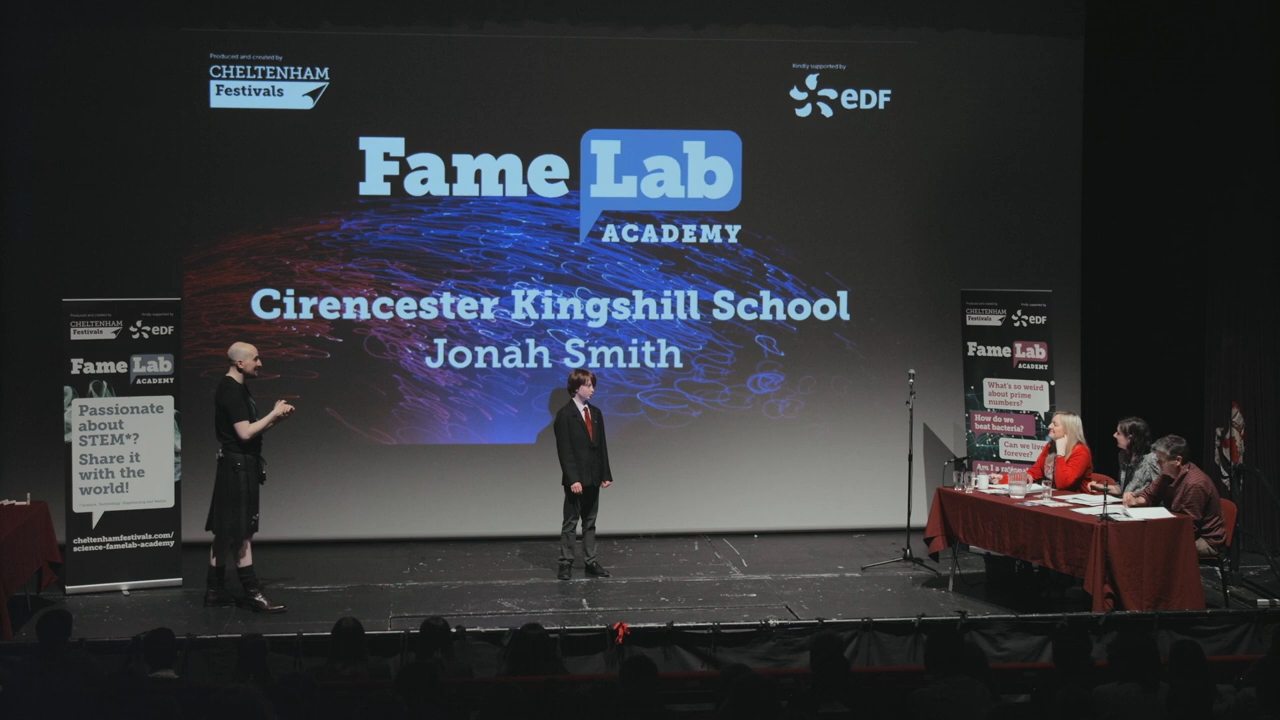 Produced and created by
CHELTENHAM
Festivals
Kindly supported by
eDF
Fame Lab
ACADEMY
Cirencester Kingshill School
Jonah Smith
CHELTENHAM
Festivals
eDF
Fame Lab
ACADEMY
Passionate
about
STEM*?
Share it
with the
world!
cheltenhamfestivals.com/
science-famelab-academy
CHELTENHAM
Festivals
eDF
Fame Lab
ACADEMY
What's so weird
about prime
numbers?
How do we
beat bacteria?
Can we live
forever?
Am I a